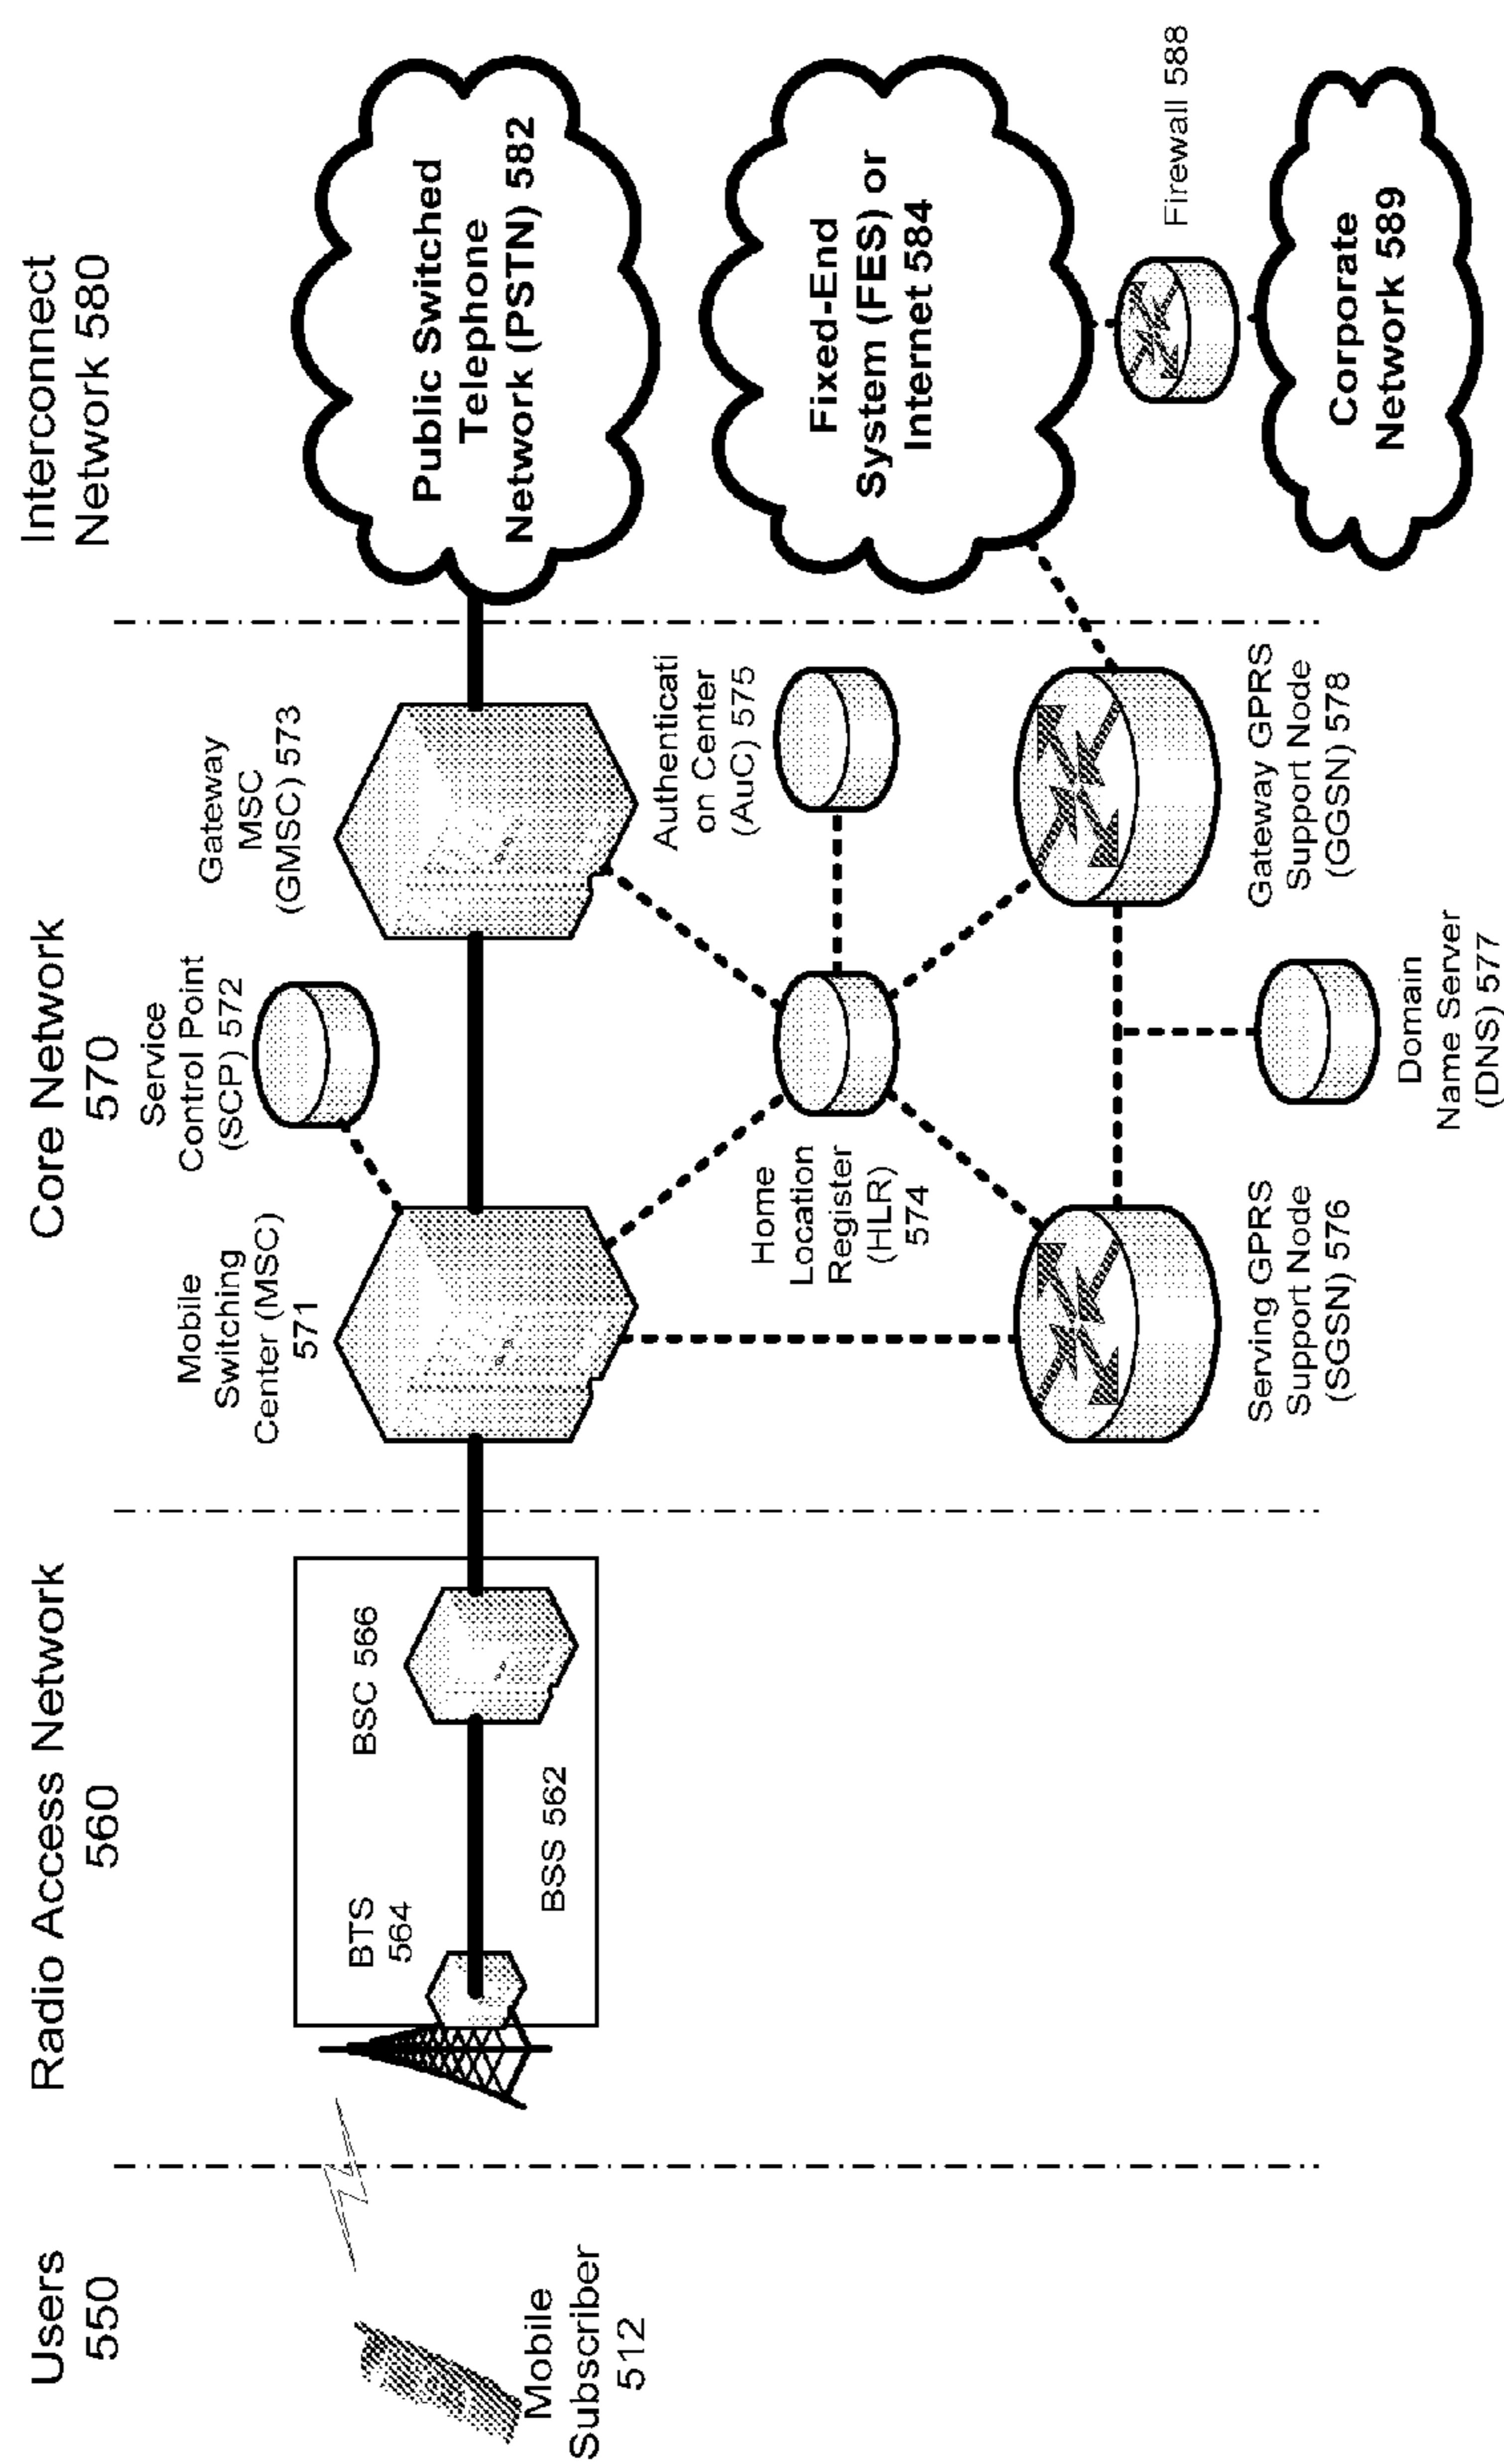 Users
550
Radio Access Network
560
Core Network
570
Interconnect
Network 580
Mobile
Subscriber
512
BTS
564
BSC 566
BSS 562
Mobile
Switching
Center (MSC)
571
Service
Control Point
(SCP) 572
Gateway
MSC
(GMSC) 573
Public Switched
Telephone
Network (PSTN) 582
Home
Location
Register
(HLR)
574
Authenticati
on Center
(AuC) 575
Fixed-End
System (FES) or
Internet 584
Serving GPRS
Support Node
(SGSN) 576
Domain
Name Server
(DNS) 577
Gateway GPRS
Support Node
(GGSN) 578
Firewall 588
Corporate
Network 589